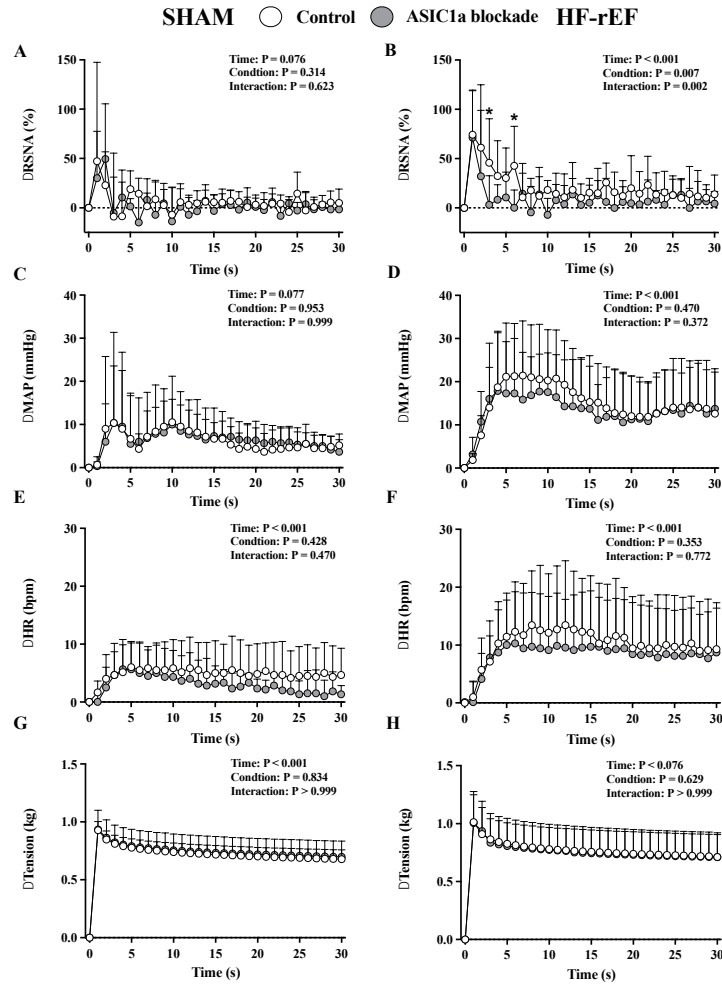 SHAM Control ASIC1a blockade HF-rEF
A
Time: P = 0.076
Condtion: P = 0.314
Interaction: P = 0.623
150
100
50
0
DRSNA (%)
0 5 10 15 20 25 30
Time (s)
B
Time: P < 0.001
Condtion: P = 0.007
Interaction: P = 0.002
150
100
50
0
DRSNA (%)
* *
0 5 10 15 20 25 30
Time (s)
C
Time: P = 0.077
Condtion: P = 0.953
Interaction: P = 0.999
40
30
20
10
0
DMAP (mmHg)
0 5 10 15 20 25 30
Time (s)
D
Time: P < 0.001
Condtion: P = 0.470
Interaction: P = 0.372
40
30
20
10
0
DMAP (mmHg)
0 5 10 15 20 25 30
Time (s)
E
Time: P < 0.001
Condtion: P = 0.428
Interaction: P = 0.470
30
20
10
0
DHR (bpm)
0 5 10 15 20 25 30
Time (s)
F
Time: P < 0.001
Condtion: P = 0.353
Interaction: P = 0.772
30
20
10
0
DHR (bpm)
0 5 10 15 20 25 30
Time (s)
G
Time: P < 0.001
Condtion: P = 0.834
Interaction: P > 0.999
1.5
1.0
0.5
0.0
DTension (kg)
0 5 10 15 20 25 30
Time (s)
H
Time: P < 0.076
Condtion: P = 0.629
Interaction: P > 0.999
1.5
1.0
0.5
0.0
DTension (kg)
0 5 10 15 20 25 30
Time (s)